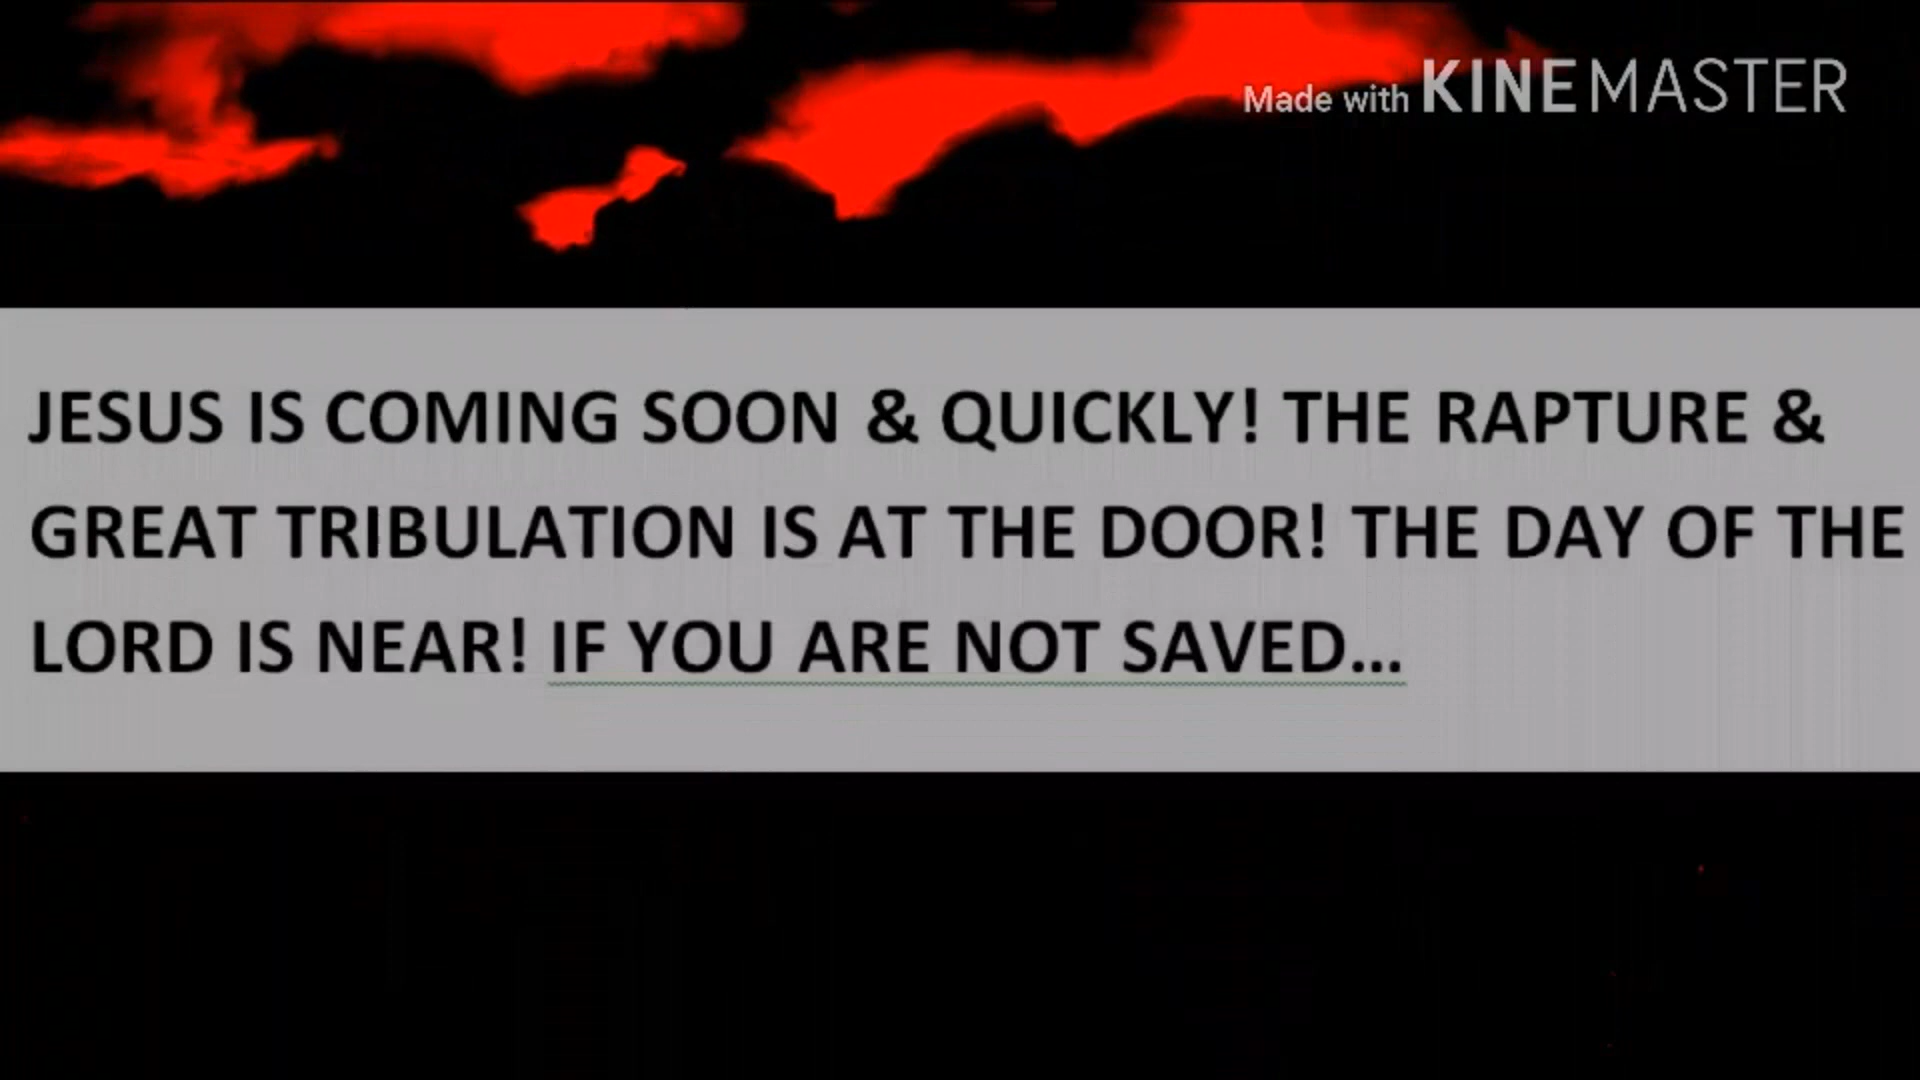 Made with KINEMASTER
JESUS IS COMING SOON & QUICKLY! THE RAPTURE &
GREAT TRIBULATION IS AT THE DOOR! THE DAY OF THE
LORD IS NEAR! IF YOU ARE NOT SAVED...